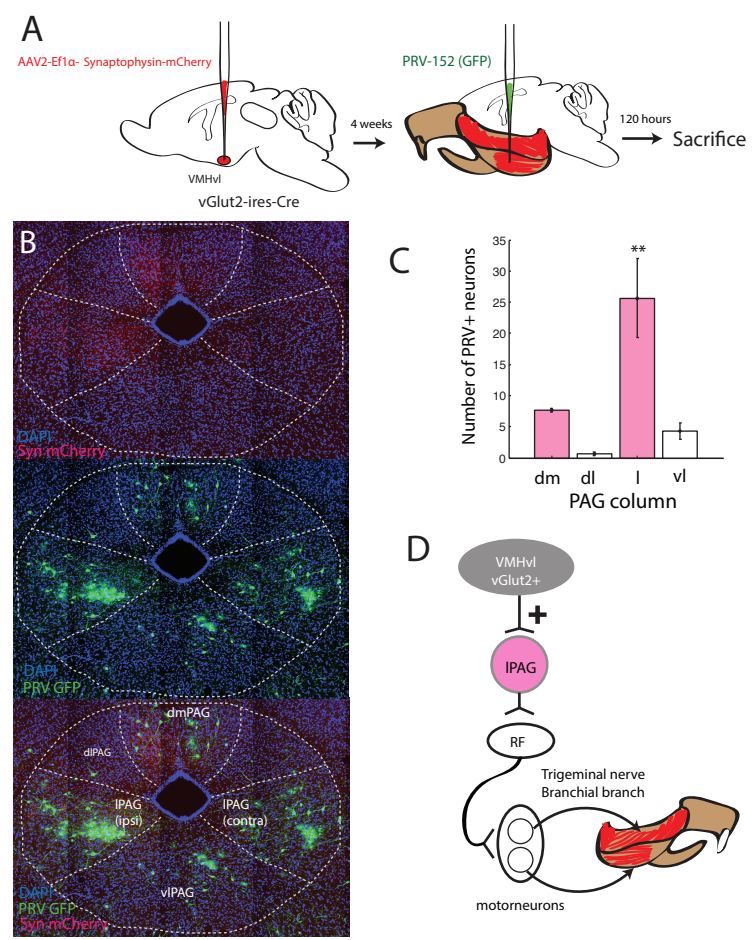 A
AAV2-Ef1α- Synaptophysin-mCherry
VMHvl
vGlut2-ires-Cre
4 weeks
PRV-152 (GFP)
120 hours
Sacrifice
B
DAPI
Syn mCherry
DAPI
PRV GFP
dmPAG
dlPAG
lPAG
(ipsi)
lPAG
(contra)
vlPAG
DAPI
PRV GFP
Syn mCherry
C
Number of PRV+ neurons
35
30
25
20
15
10
5
0
**
dm
dl
l
vl
PAG column
D
VMHvl
vGlut2+
+
lPAG
RF
Trigeminal nerve
Branchial branch
motorneurons